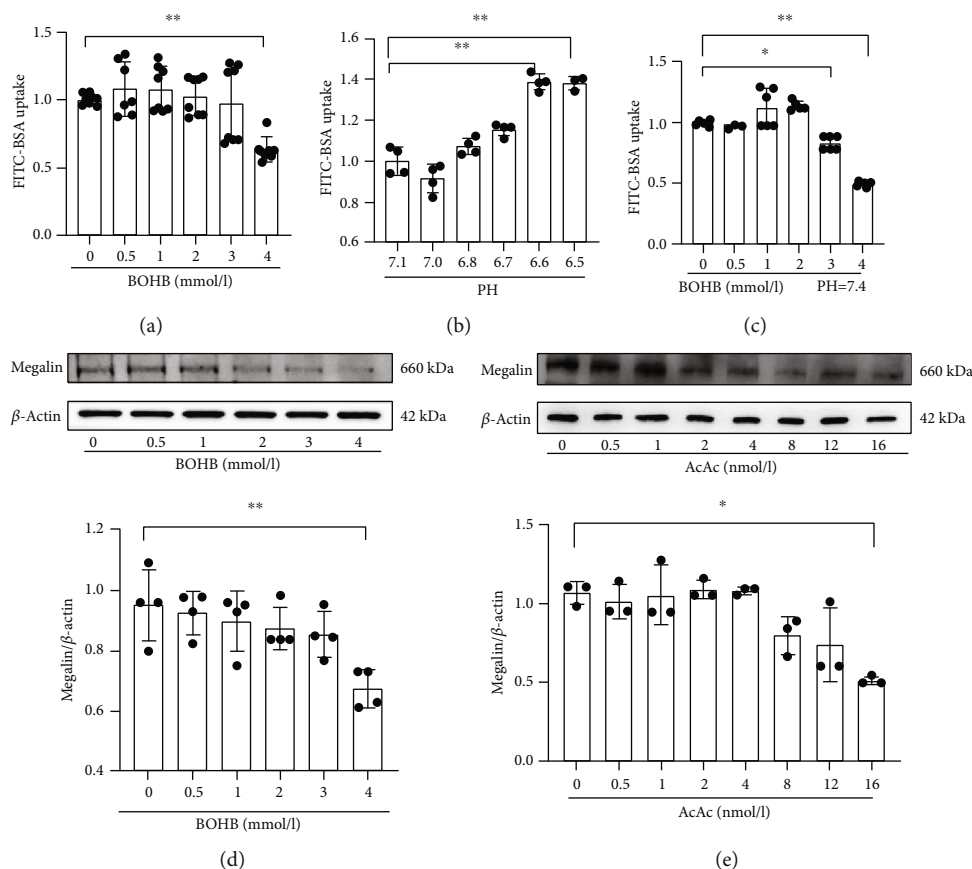 **
1.5
1.0
0.5
0.0
FITC-BSA uptake
0 0.5 1 2 3 4
BOHB (mmol/l)
(a)
**
**
1.6
1.4
1.2
1.0
0.8
0.6
FITC-BSA uptake
7.1 7.0 6.8 6.7 6.6 6.5
PH
(b)
**
*
1.5
1.0
0.5
0.0
FITC-BSA uptake
0 0.5 1 2 3 4
BOHB (mmol/l) PH=7.4
(c)
Megalin 660 kDa
β-Actin 42 kDa
0 0.5 1 2 3 4
BOHB (mmol/l)
**
1.2
1.0
0.8
0.6
0.4
Megalin/β-actin
0 0.5 1 2 3 4
BOHB (mmol/l)
(d)
Megalin 660 kDa
β-Actin 42 kDa
0 0.5 1 2 4 8 12 16
AcAc (nmol/l)
*
1.5
1.0
0.5
0.0
Megalin/β-actin
0 0.5 1 2 4 8 12 16
AcAc (nmol/l)
(e)